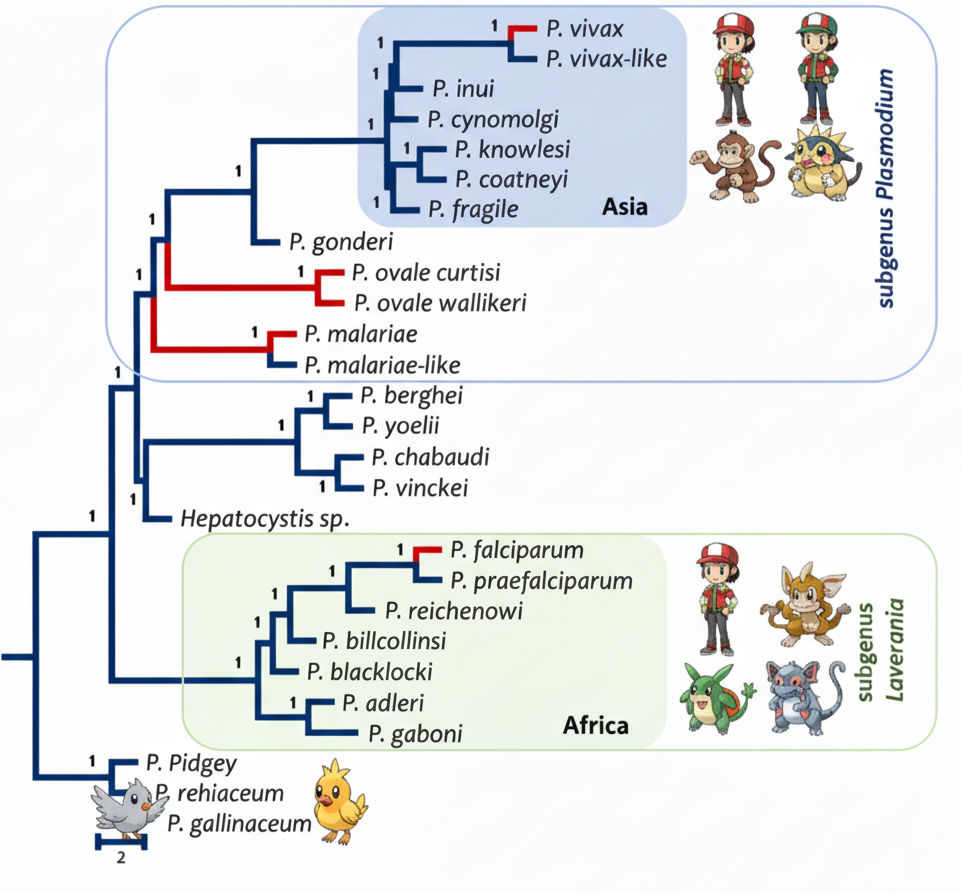 1
P. vivax
1
P. vivax-like
1
P. inui
P. cynomolgi
1
1
P. knowlesi
P. coatneyi
1
P. fragile
Asia
subgenus Plasmodium
1
1
P. gonderi
1
1
P. ovale curtisi
P. ovale wallikeri
1
P. malariae
P. malariae-like
1
1
P. berghei
1
P. yoelii
P. chabaudi
1
P. vinckei
1
Hepatocystis sp.
1
1
P. falciparum
P. praefalciparum
1
P. reichenowi
1
P. billcollinsi
1
P. blacklocki
1
1
P. adleri
P. gaboni
Africa
subgenus
Laverania
1
P. Pidgey
P. rehiaceum
P. gallinaceum
2